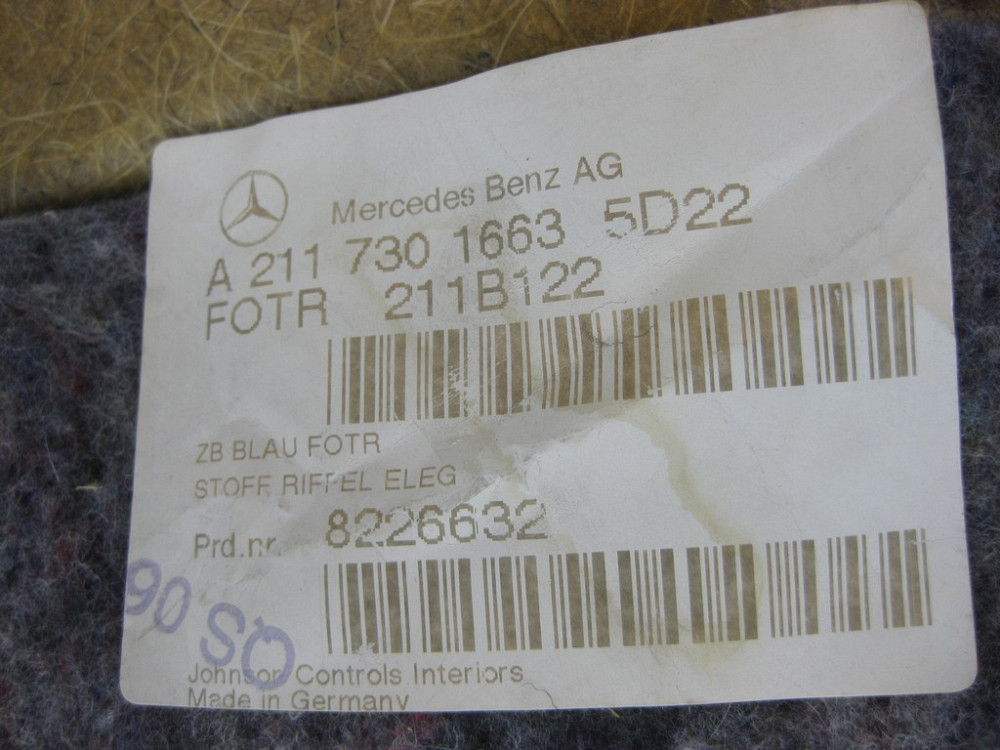 Mercedes Benz AG
A 211 730 1663 5D22
FOTR 211B122
ZB BLAU FOTR
STOFF RIFFEL ELEG
Prd.nr. 8226632
90 SQ
Johnson Controls Interiors
Made in Germany